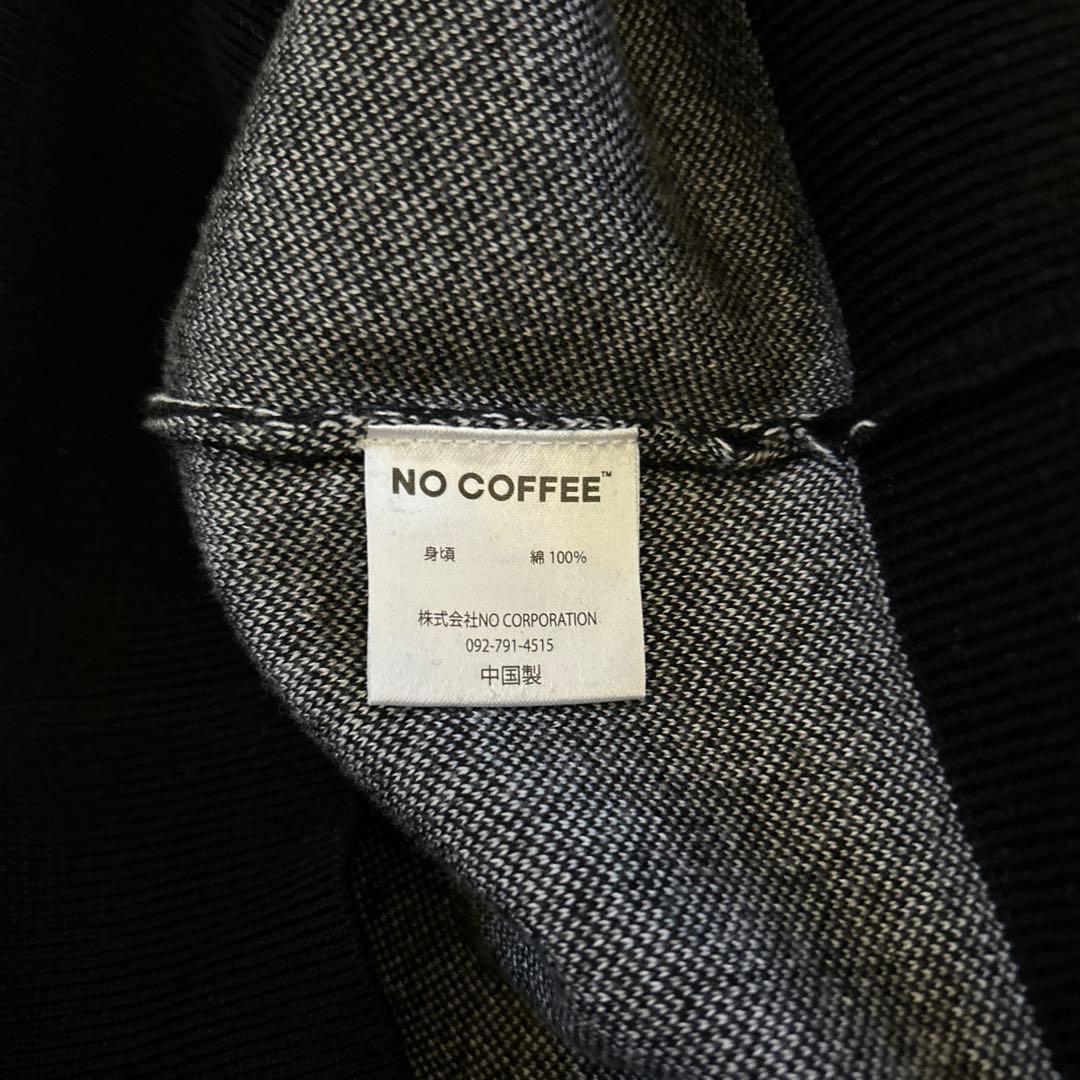 NO COFFEE™
身頃 綿 100%
株式会社NO CORPORATION
092-791-4515
中国製